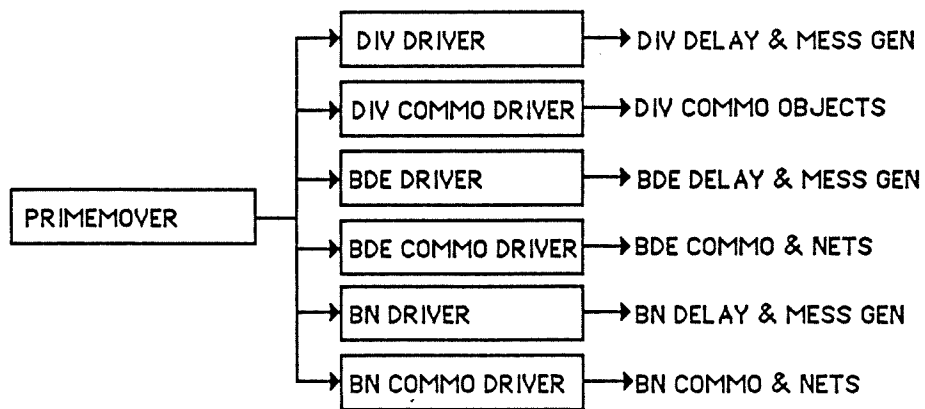 DIV DRIVER
DIV DELAY & MESS GEN
DIV COMMO DRIVER
DIV COMMO OBJECTS
BDE DRIVER
BDE DELAY & MESS GEN
PRIMEMOVER
BDE COMMO DRIVER
BDE COMMO & NETS
BN DRIVER
BN DELAY & MESS GEN
BN COMMO DRIVER
BN COMMO & NETS